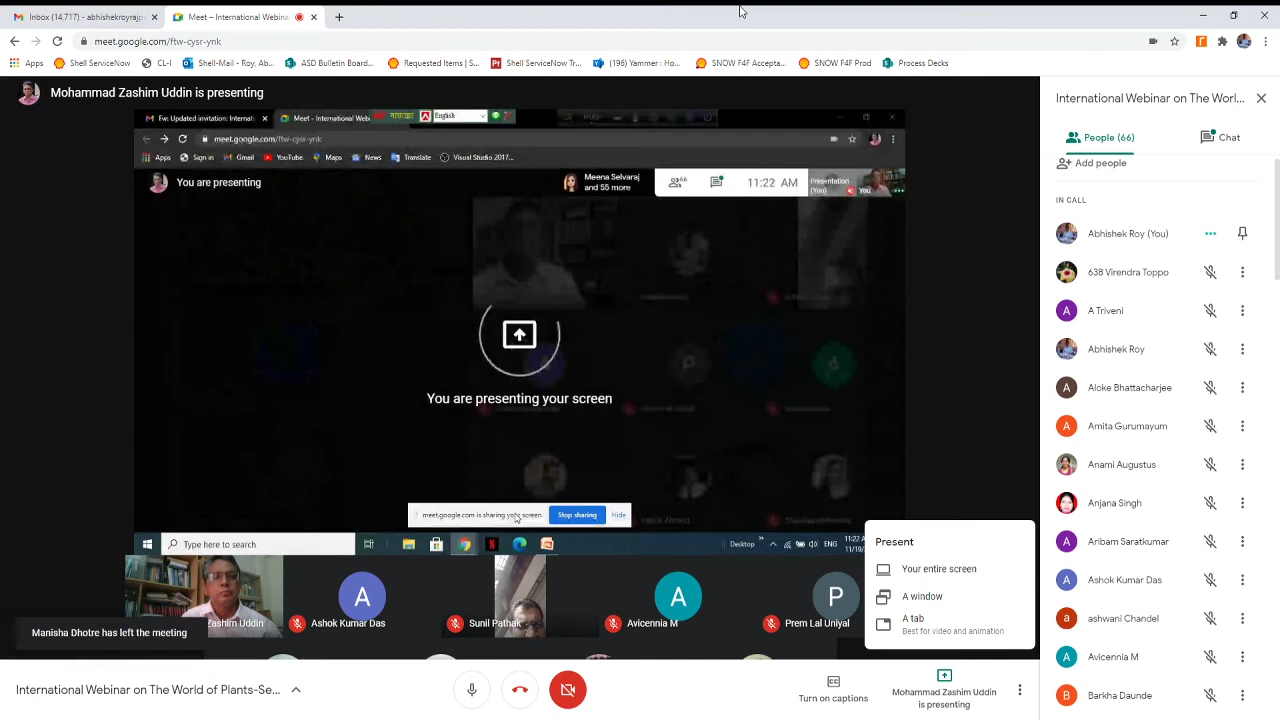 Inbox (14,717) - abhishekroyrajp
Meet – International Webina
meet.google.com/ftw-cysr-ynk
Apps
Shell ServiceNow
CL-I
Shell-Mail - Roy, Ab...
ASD Bulletin Board...
Requested Items | S...
Shell ServiceNow Tr...
(196) Yammer : Ho...
SNOW F4F Accepta...
SNOW F4F Prod
Process Decks
Mohammad Zashim Uddin is presenting
Fw: Updated invitation: Internat
Meet - International Webi
English
meet.google.com/ftw-cysr-ynk
Apps
Sign in
Gmail
YouTube
Maps
News
Translate
Visual Studio 2017...
You are presenting
Meena Selvaraj
and 55 more
66
11:22 AM
Presentation
(You)
You
You are presenting your screen
meet.google.com is sharing your screen.
Stop sharing
Hide
Type here to search
Desktop
ENG
11:22 A
11/19/
Zashim Uddin
Ashok Kumar Das
Sunil Pathak
Avicennia M
Prem Lal Uniyal
A
A
P
Manisha Dhotre has left the meeting
Present
Your entire screen
A window
A tab
Best for video and animation
International Webinar on The World of Plants-Se...
Turn on captions
Mohammad Zashim Uddin
is presenting
International Webinar on The Worl...
People (66)
Chat
Add people
IN CALL
Abhishek Roy (You)
638 Virendra Toppo
A A Triveni
Abhishek Roy
A Aloke Bhattacharjee
A Amita Gurumayum
Anami Augustus
Anjana Singh
A Aribam Saratkumar
A Ashok Kumar Das
a ashwani Chandel
A Avicennia M
B Barkha Daunde